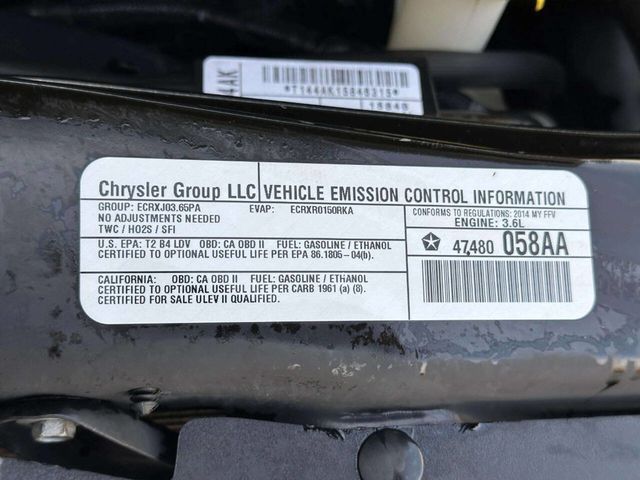 4AK
*T144AK1S848315*
16848
Chrysler Group LLC VEHICLE EMISSION CONTROL INFORMATION
GROUP: ECRXJ03.65PA EVAP: ECRXR0150RKA CONFORMS TO REGULATIONS: 2014 MY FFV
NO ADJUSTMENTS NEEDED ENGINE: 3.6L
TWC / HO2S / SFI
47480 058AA
U.S. EPA: T2 B4 LDV OBD: CA OBD II FUEL: GASOLINE / ETHANOL
CERTIFIED TO OPTIONAL USEFUL LIFE PER EPA 86.1805-04(b).
CALIFORNIA: OBD: CA OBD II FUEL: GASOLINE / ETHANOL
CERTIFIED TO OPTIONAL USEFUL LIFE PER CARB 1961 (a) (8).
CERTIFIED FOR SALE ULEV II QUALIFIED.